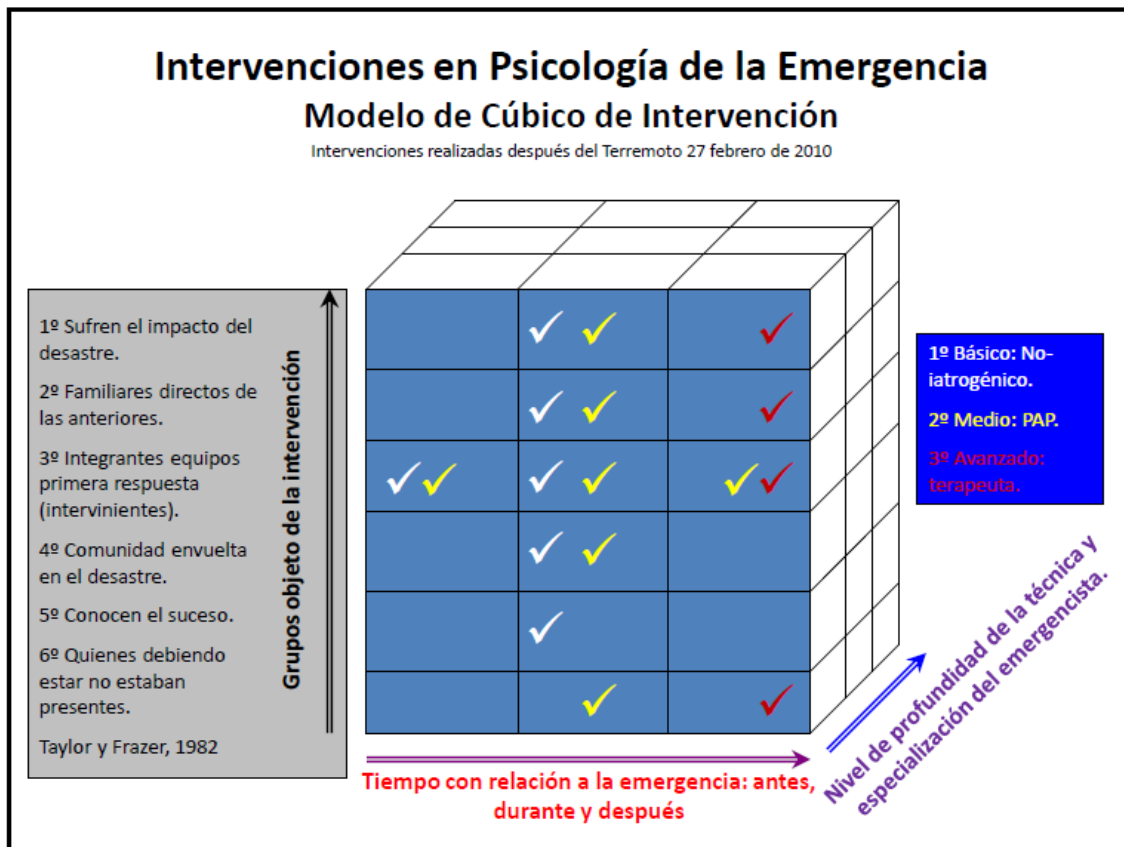 Intervenciones en Psicología de la Emergencia
Modelo de Cúbico de Intervención
Intervenciones realizadas después del Terremoto 27 febrero de 2010
1º Sufren el impacto del
desastre.
2º Familiares directos de
las anteriores.
3º Integrantes equipos
primera respuesta
(intervinientes).
4º Comunidad envuelta
en el desastre.
5º Conocen el suceso.
6º Quienes debiendo
estar no estaban
presentes.
Taylor y Frazer, 1982
Grupos objeto de la intervención
1º Básico: No-
iatrogénico.
2º Medio: PAP.
3º Avanzado:
terapeuta.
Nivel de profundidad de la técnica y
especialización del emergencista.
Tiempo con relación a la emergencia: antes,
durante y después